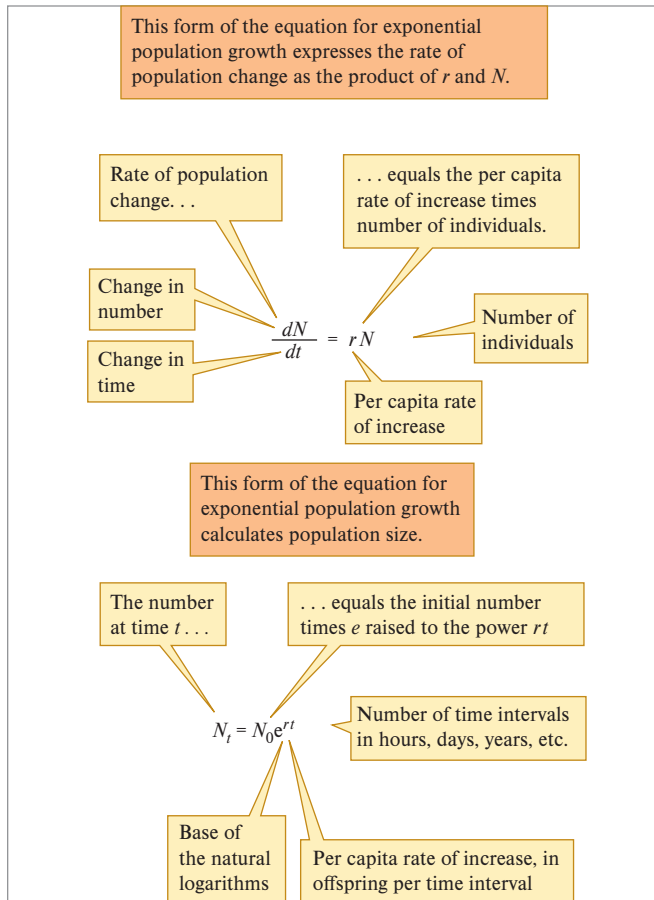 This form of the equation for exponential
population growth expresses the rate of
population change as the product of r and N.
Rate of population
change. . .
. . . equals the per capita
rate of increase times
number of individuals.
Change in
number
Change in
time
dN
dt
= rN
Number of
individuals
Per capita rate
of increase
This form of the equation for
exponential population growth
calculates population size.
The number
at time t . . .
. . . equals the initial number
times e raised to the power rt
Nₜ = N₀eʳᵗ
Number of time intervals
in hours, days, years, etc.
Base of
the natural
logarithms
Per capita rate of increase, in
offspring per time interval